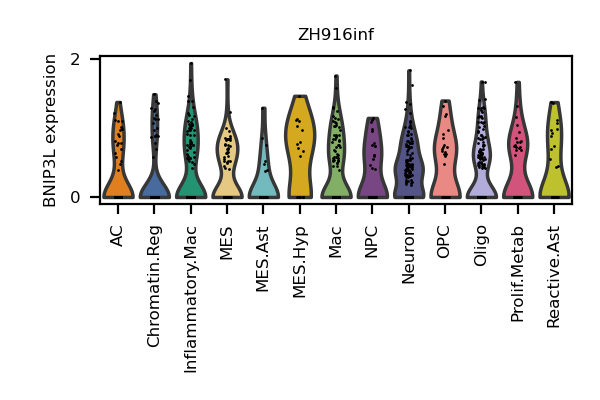 ZH916inf
BNIP3L expression
2
0
AC
Chromatin.Reg
Inflammatory.Mac
MES
MES.Ast
MES.Hyp
Mac
NPC
Neuron
OPC
Oligo
Prolif.Metab
Reactive.Ast